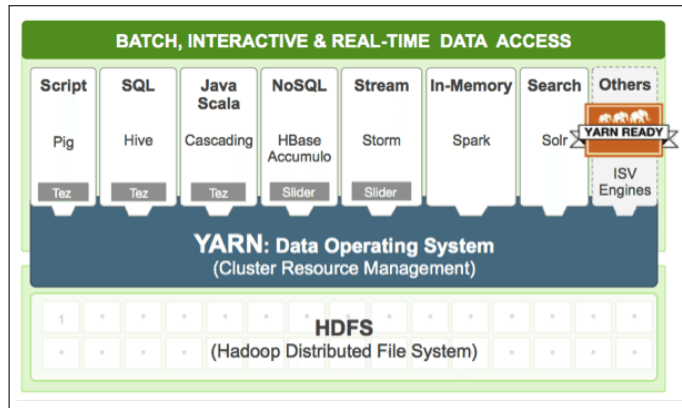 BATCH, INTERACTIVE & REAL-TIME DATA ACCESS
Script
Pig
Tez
SQL
Hive
Tez
Java
Scala
Cascading
Tez
NoSQL
HBase
Accumulo
Slider
Stream
Storm
Slider
In-Memory
Spark
Search
Solr
Others
YARN READY
ISV
Engines
YARN: Data Operating System
(Cluster Resource Management)
1
HDFS
(Hadoop Distributed File System)